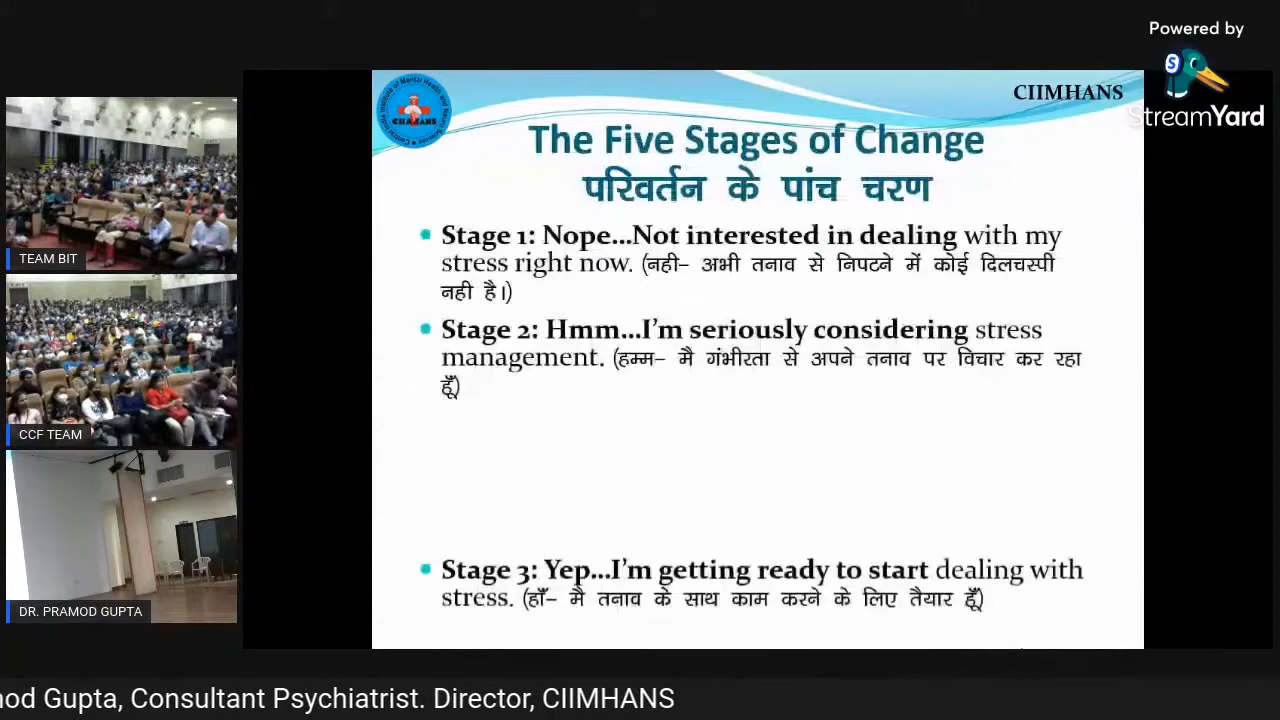 Powered by
StreamYard
CIIMHANS
The Five Stages of Change
परिवर्तन के पांच चरण
Stage 1: Nope...Not interested in dealing with my
stress right now. (नही– अभी तनाव से निपटने में कोई दिलचस्पी
नही है।)
Stage 2: Hmm...I’m seriously considering stress
management. (हम्म– मै गंभीरता से अपने तनाव पर विचार कर रहा
हूँ)
Stage 3: Yep...I’m getting ready to start dealing with
stress. (हाँ– मै तनाव के साथ काम करने के लिए तैयार हूँ)
TEAM BIT
CCF TEAM
DR. PRAMOD GUPTA
Gupta, Consultant Psychiatrist. Director, CIIMHANS